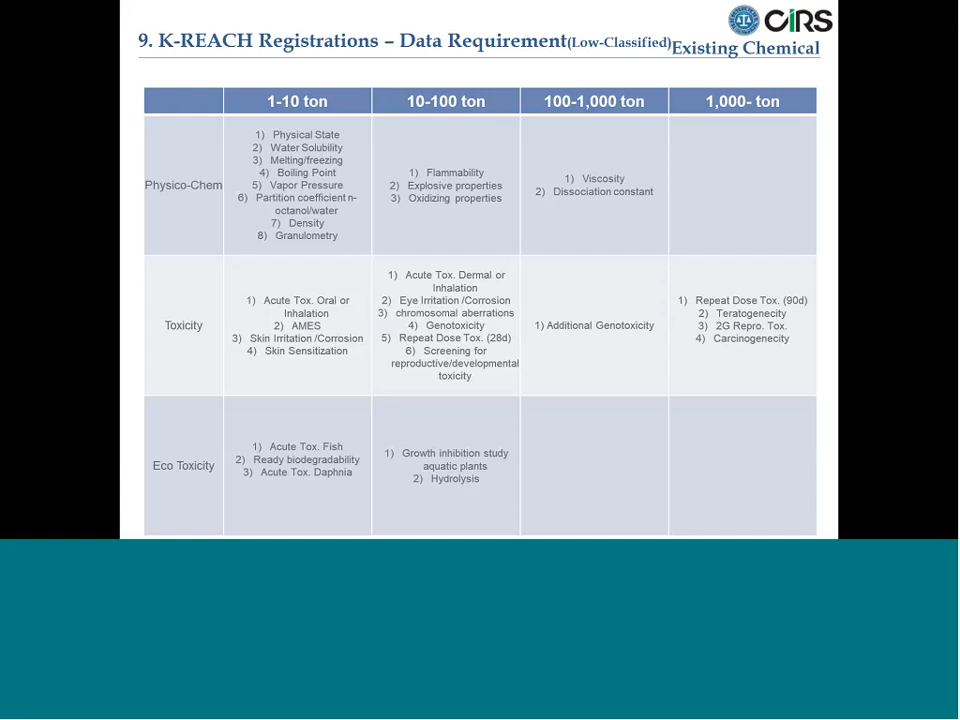 CIRS
9. K-REACH Registrations – Data Requirement(Low-Classified)Existing Chemical
1-10 ton
10-100 ton
100-1,000 ton
1,000- ton
Physico-Chem
1) Physical State
2) Water Solubility
3) Melting/freezing
4) Boiling Point
5) Vapor Pressure
6) Partition coefficient n-
octanol/water
7) Density
8) Granulometry
1) Flammability
2) Explosive properties
3) Oxidizing properties
1) Viscosity
2) Dissociation constant
Toxicity
1) Acute Tox. Oral or
Inhalation
2) AMES
3) Skin Irritation /Corrosion
4) Skin Sensitization
1) Acute Tox. Dermal or
Inhalation
2) Eye Irritation /Corrosion
3) chromosomal aberrations
4) Genotoxicity
5) Repeat Dose Tox. (28d)
6) Screening for
reproductive/developmental
toxicity
1) Additional Genotoxicity
1) Repeat Dose Tox. (90d)
2) Teratogenecity
3) 2G Repro. Tox.
4) Carcinogenecity
Eco Toxicity
1) Acute Tox. Fish
2) Ready biodegradability
3) Acute Tox. Daphnia
1) Growth inhibition study
aquatic plants
2) Hydrolysis